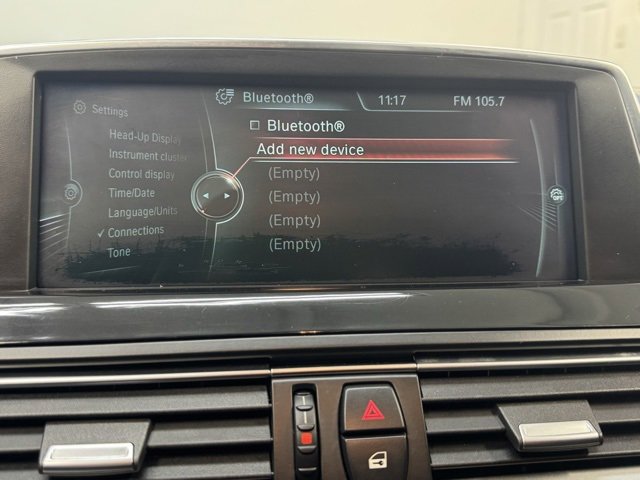 Settings
Bluetooth®
11:17
FM 105.7
Head-Up Display
Instrument cluster
Control display
Time/Date
Language/Units
✓ Connections
Tone
Bluetooth®
Add new device
(Empty)
(Empty)
(Empty)
(Empty)
OPT